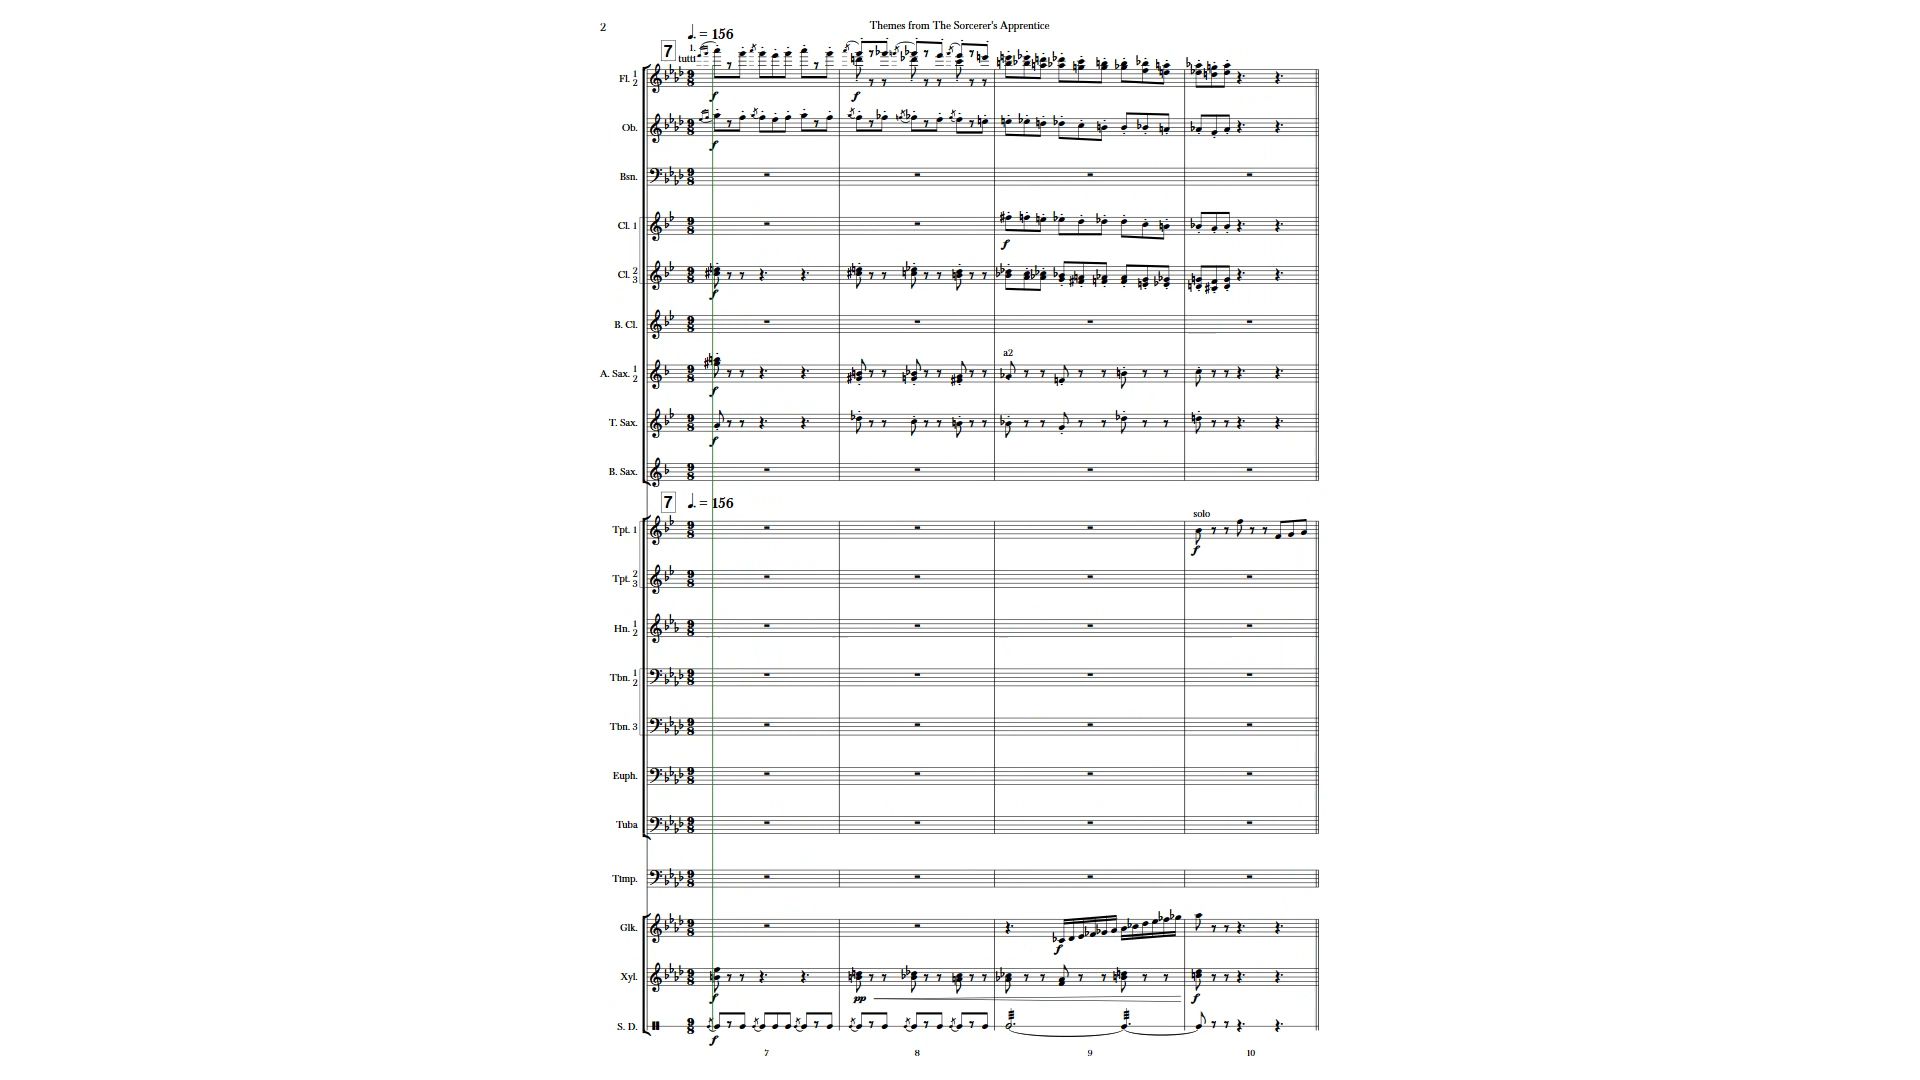 2
Themes from The Sorcerer's Apprentice
7
♩. = 156
1.
tutti
Fl. 1
2
f
f
Ob.
f
Bsn.
Cl. 1
f
Cl. 2
3
f
B. Cl.
a2
A. Sax. 1
2
f
T. Sax.
f
B. Sax.
7
♩. = 156
solo
Tpt. 1
f
Tpt. 2
3
Hn. 1
2
Tbn. 1
2
Tbn. 3
Euph.
Tuba
Timp.
Glk.
f
Xyl.
f pp f
S. D.
f
7 8 9 10